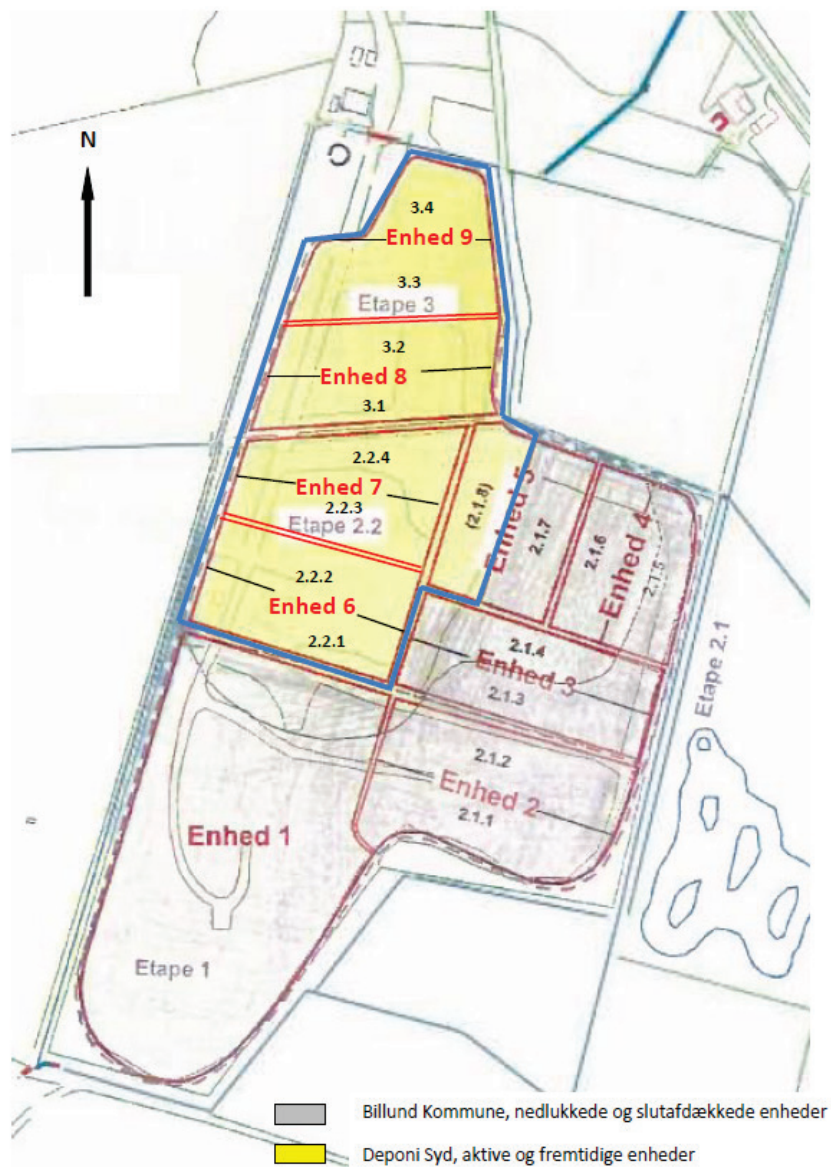 N
3.4
Enhed 9
3.3
Etape 3
3.2
Enhed 8
3.1
2.2.4
Enhed 7
2.2.3
Etape 2.2
(2.1.8)
Enhed 5
2.1.7
2.1.6
Enhed 4
2.1.5
2.2.2
Enhed 6
2.2.1
2.1.4
Enhed 3
2.1.3
Etape 2.1
2.1.2
Enhed 2
2.1.1
Enhed 1
Etape 1
Billund Kommune, nedlukkede og slutafdækkede enheder
Deponi Syd, aktive og fremtidige enheder